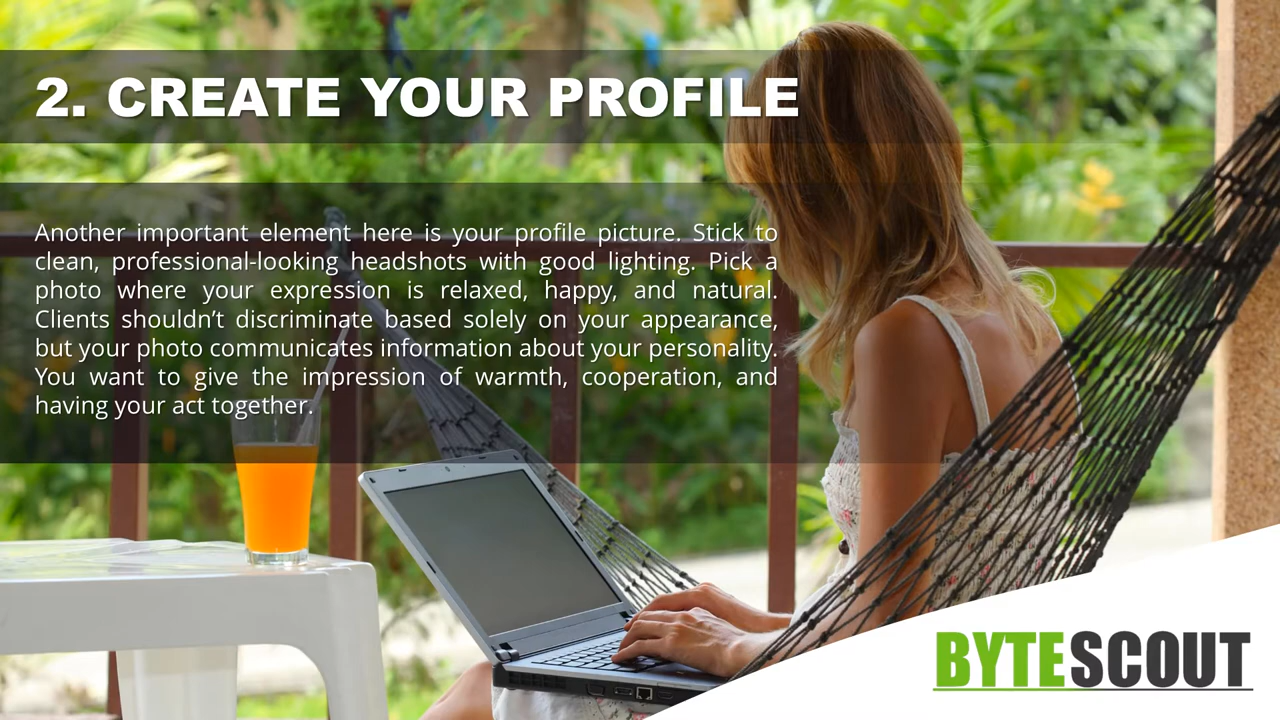 2. CREATE YOUR PROFILE
Another important element here is your profile picture. Stick to
clean, professional-looking headshots with good lighting. Pick a
photo where your expression is relaxed, happy, and natural.
Clients shouldn’t discriminate based solely on your appearance,
but your photo communicates information about your personality.
You want to give the impression of warmth, cooperation, and
having your act together.
BYTESCOUT